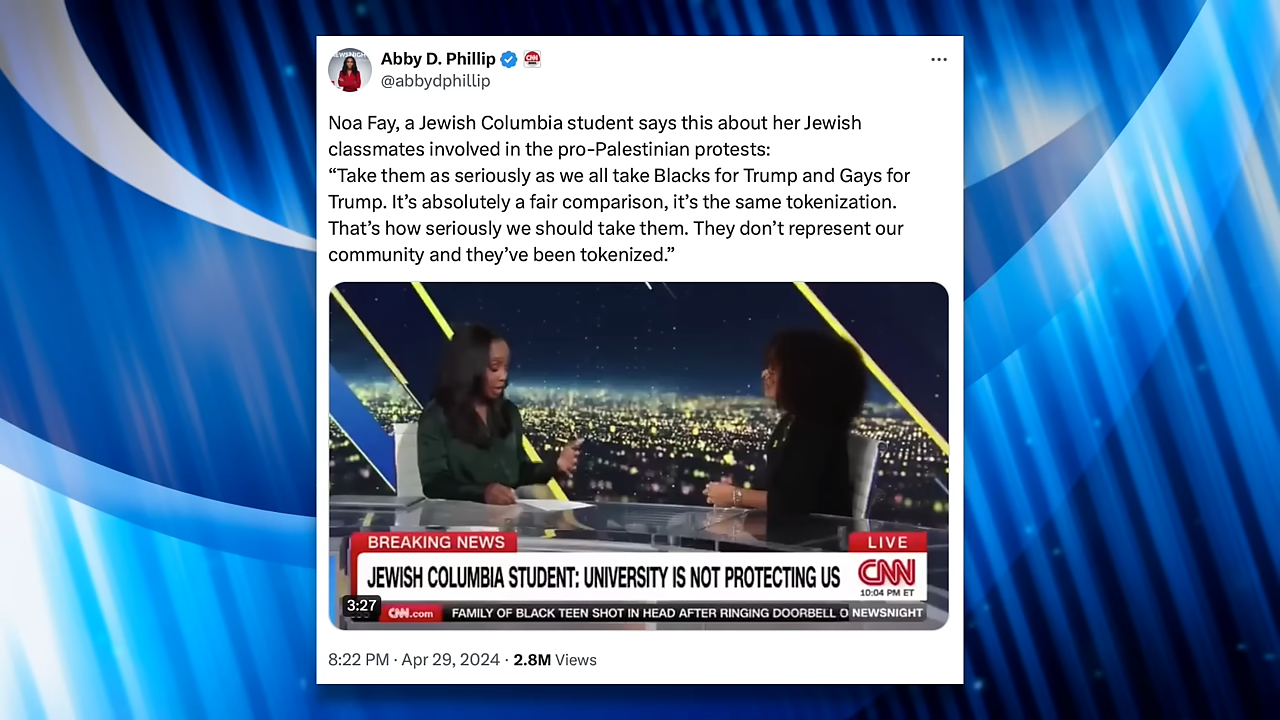 Abby D. Phillip
@abbydphillip
Noa Fay, a Jewish Columbia student says this about her Jewish
classmates involved in the pro-Palestinian protests:
“Take them as seriously as we all take Blacks for Trump and Gays for
Trump. It’s absolutely a fair comparison, it’s the same tokenization.
That’s how seriously we should take them. They don’t represent our
community and they’ve been tokenized.”
BREAKING NEWS
LIVE
JEWISH COLUMBIA STUDENT: UNIVERSITY IS NOT PROTECTING US
CNN
10:04 PM ET
3:27
CNN.com
FAMILY OF BLACK TEEN SHOT IN HEAD AFTER RINGING DOORBELL O
NEWSNIGHT
8:22 PM · Apr 29, 2024 · 2.8M Views